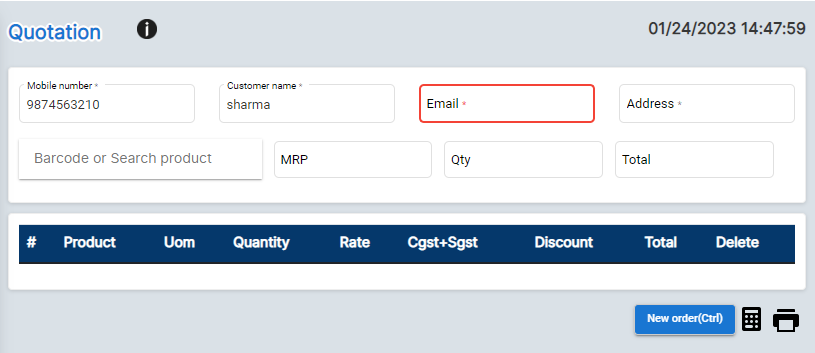 Quotation i 01/24/2023 14:47:59
Mobile number * Customer name *
9874563210 sharma Email * Address *
Barcode or Search product MRP Qty Total
# Product Uom Quantity Rate Cgst+Sgst Discount Total Delete
New order(Ctrl)